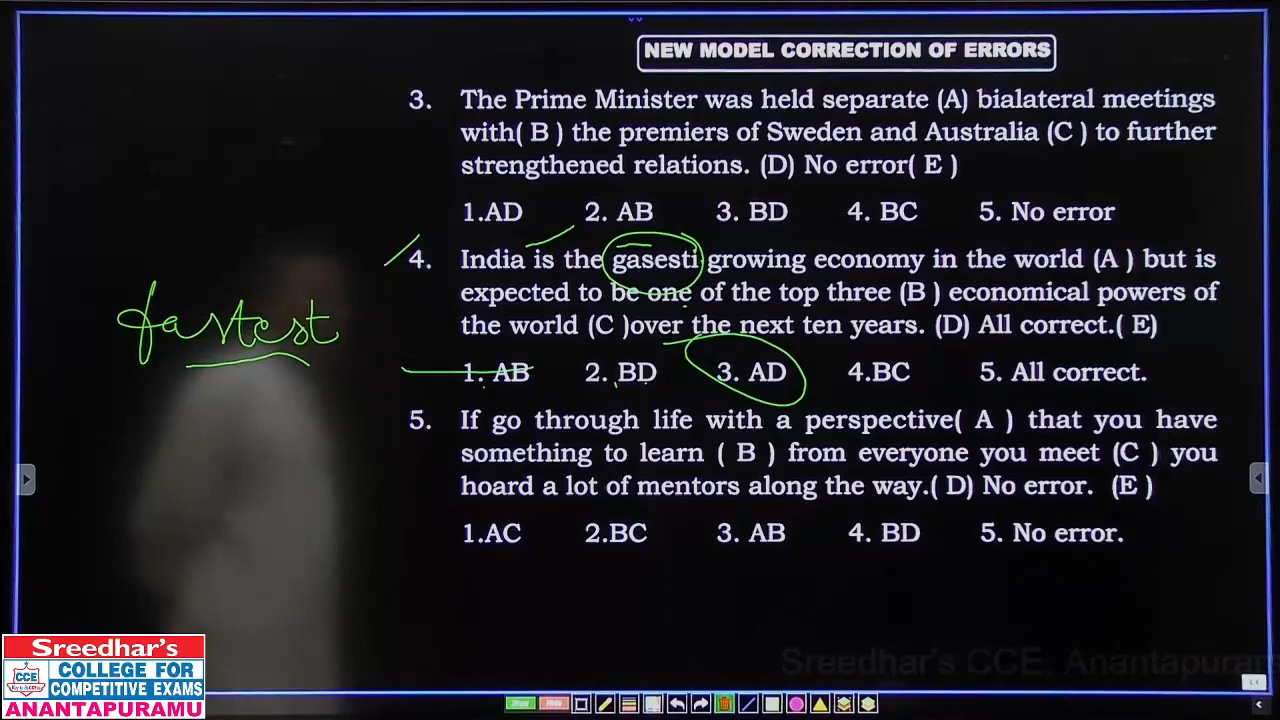 NEW MODEL CORRECTION OF ERRORS
3. The Prime Minister was held separate (A) bialateral meetings
with( B ) the premiers of Sweden and Australia (C ) to further
strengthened relations. (D) No error( E )
1.AD 2. AB 3. BD 4. BC 5. No error
4. India is the gasesti growing economy in the world (A ) but is
expected to be one of the top three (B ) economical powers of
the world (C )over the next ten years. (D) All correct.( E)
fastest
1. AB 2. BD 3. AD 4.BC 5. All correct.
5. If go through life with a perspective( A ) that you have
something to learn ( B ) from everyone you meet (C ) you
hoard a lot of mentors along the way.( D) No error. (E )
1.AC 2.BC 3. AB 4. BD 5. No error.
Sreedhar's
CCE
COLLEGE FOR
COMPETITIVE EXAMS
ANANTAPURAMU
Sreedhar's CCE, Anantapuram